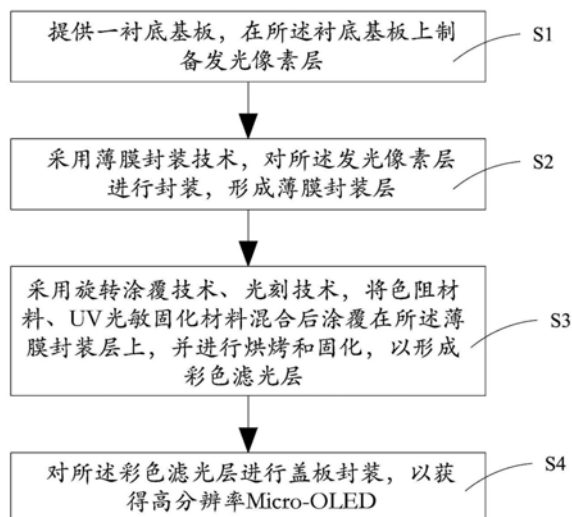 提供一衬底基板，在所述衬底基板上制
备发光像素层
S1
采用薄膜封装技术，对所述发光像素层
进行封装，形成薄膜封装层
S2
采用旋转涂覆技术、光刻技术，将色阻材
料、UV光敏固化材料混合后涂覆在所述薄
膜封装层上，并进行烘烤和固化，以形成
彩色滤光层
S3
对所述彩色滤光层进行盖板封装，以获
得高分辨率Micro-OLED
S4